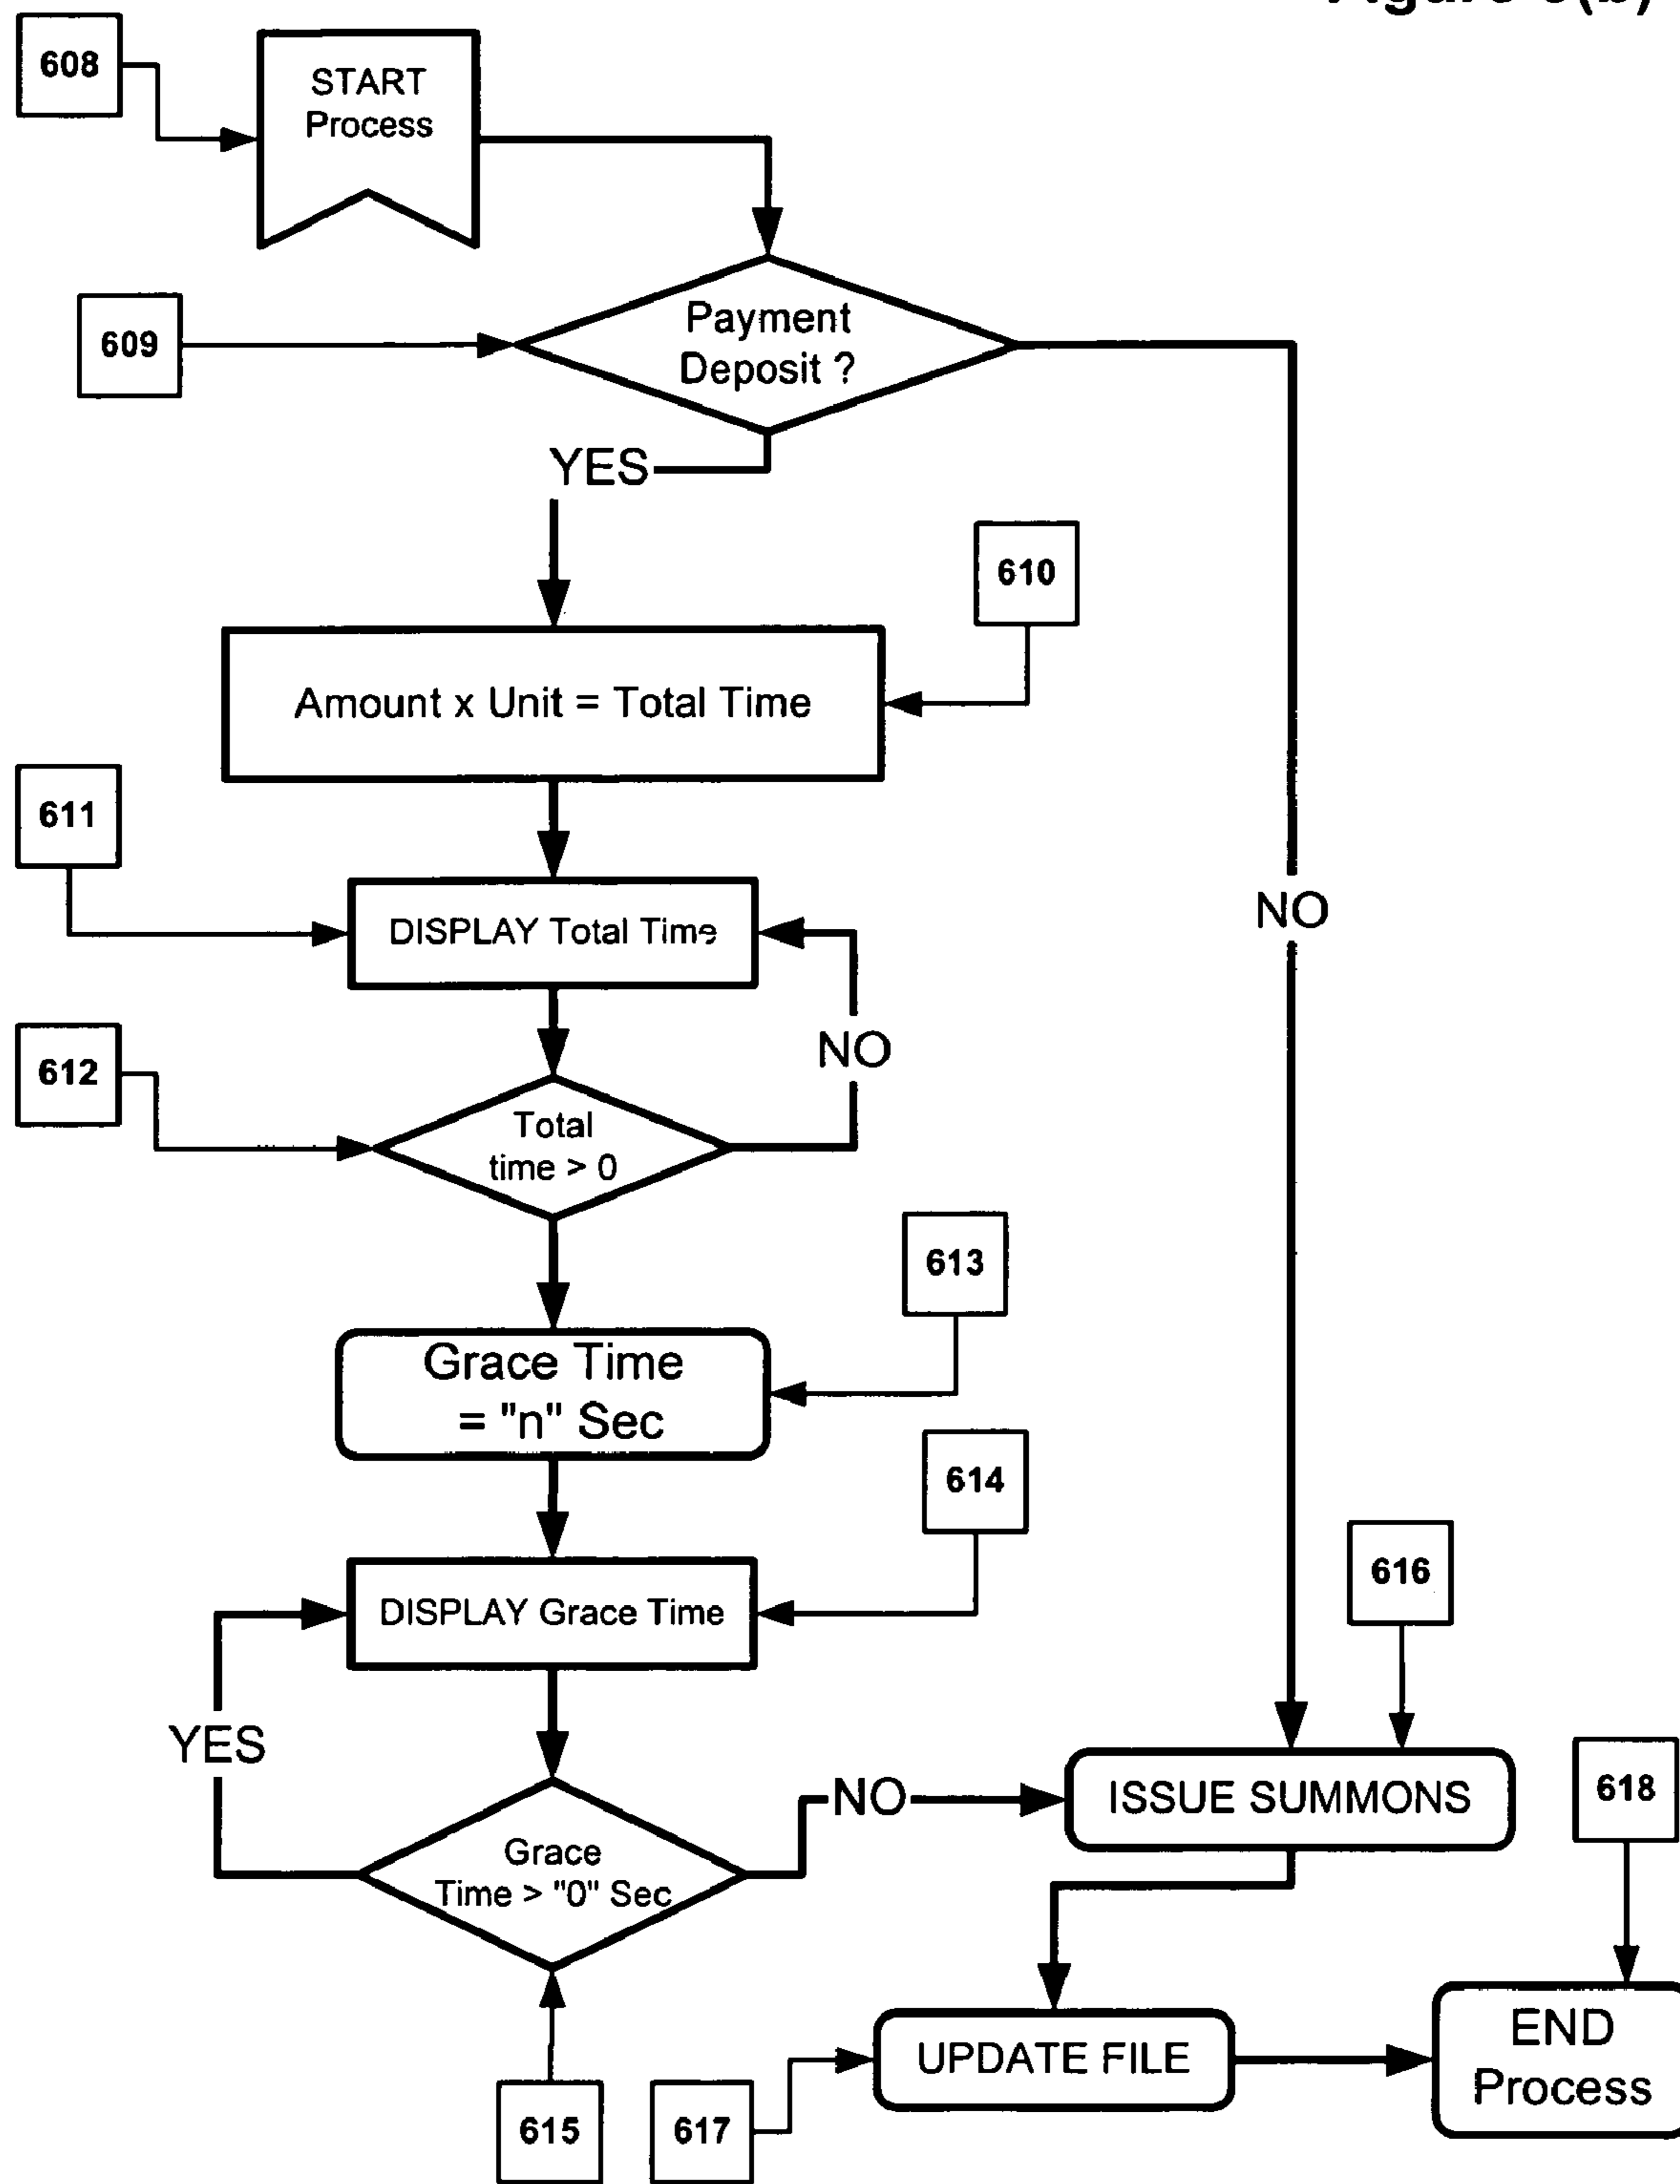 608
START
Process
609
Payment
Deposit ?
YES
610
Amount x Unit = Total Time
611
DISPLAY Total Time
NO
NO
612
Total
time > 0
613
Grace Time
= "n" Sec
614
DISPLAY Grace Time
616
YES
NO
ISSUE SUMMONS
618
Grace
Time > "0" Sec
UPDATE FILE
END
Process
615
617